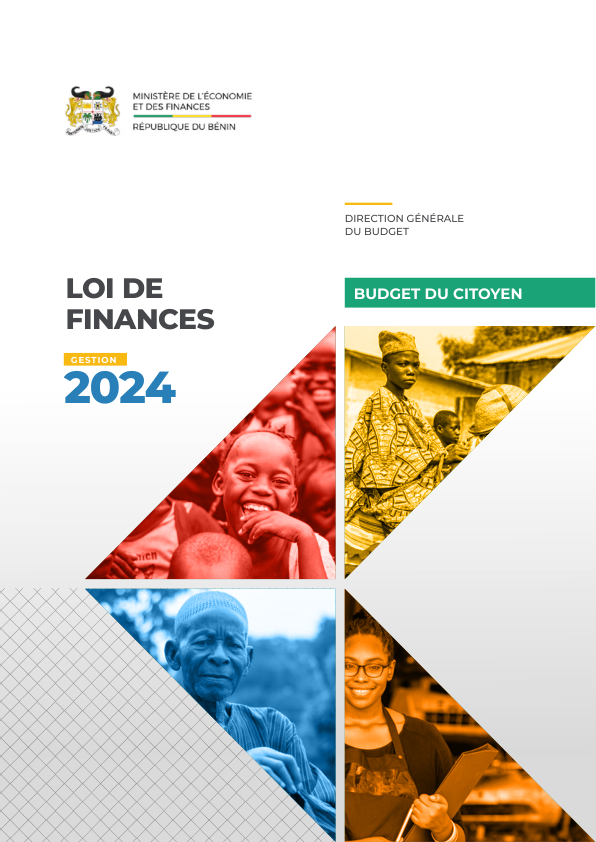 MINISTÈRE DE L'ÉCONOMIE
ET DES FINANCES
RÉPUBLIQUE DU BÉNIN
DIRECTION GÉNÉRALE
DU BUDGET
LOI DE
FINANCES
BUDGET DU CITOYEN
GESTION
2024